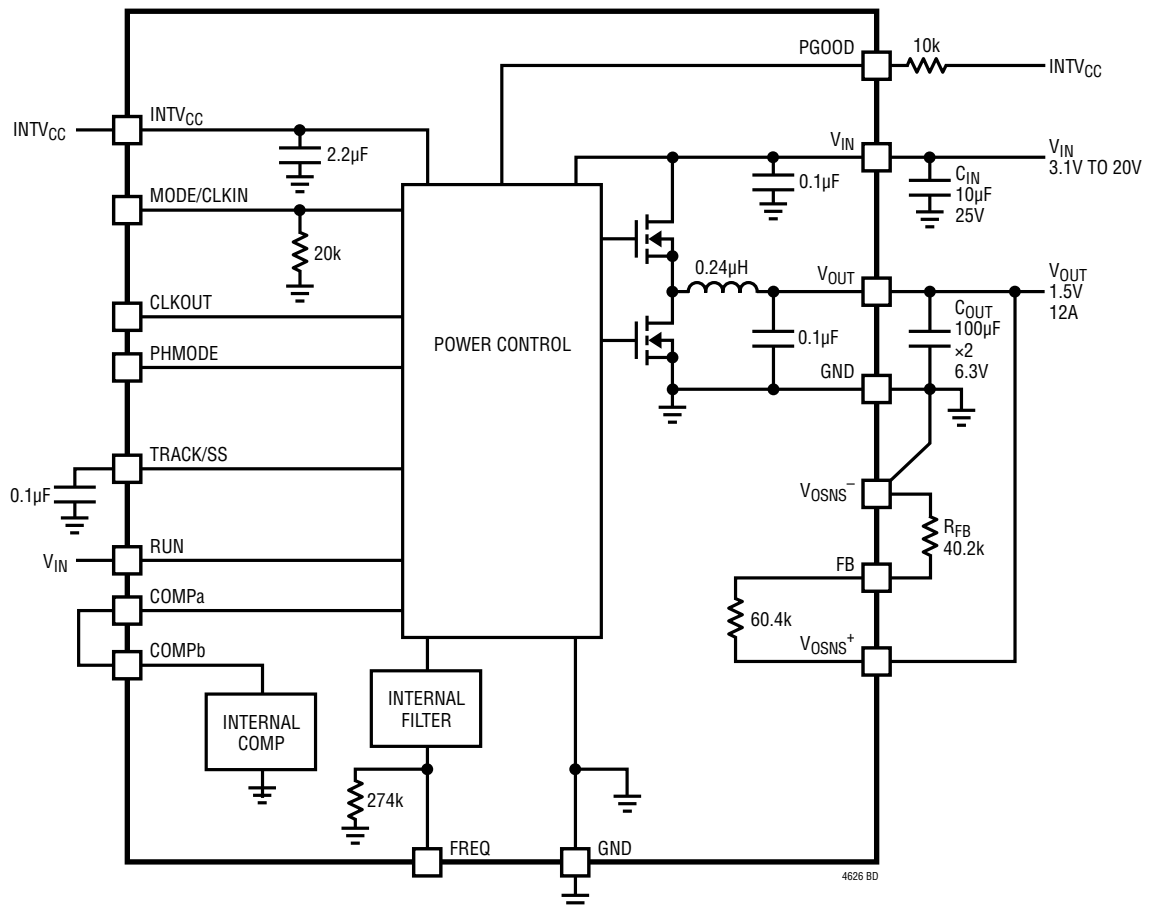 PGOOD
10k
INTVCC
INTVCC
INTVCC
2.2µF
VIN
VIN
3.1V TO 20V
0.1µF
CIN
10µF
25V
MODE/CLKIN
20k
0.24µH
VOUT
VOUT
1.5V
12A
CLKOUT
COUT
100µF
×2
6.3V
0.1µF
POWER CONTROL
PHMODE
GND
TRACK/SS
0.1µF
VOSNS–
RFB
40.2k
VIN
RUN
FB
COMPa
60.4k
COMPb
VOSNS+
INTERNAL
FILTER
INTERNAL
COMP
274k
FREQ
GND
4626 BD